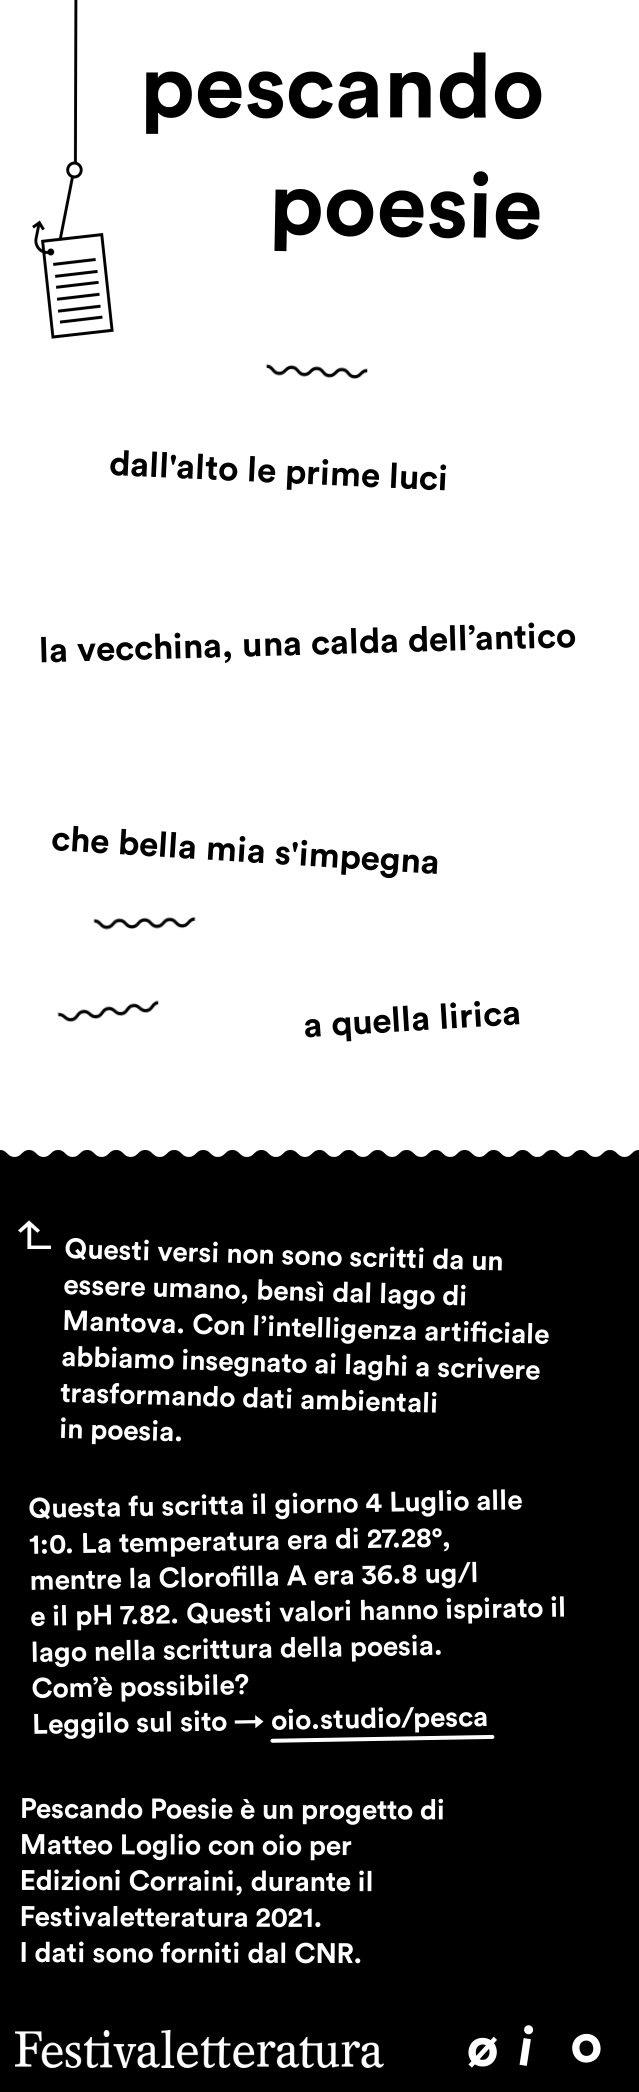 pescando
poesie
dall'alto le prime luci
la vecchina, una calda dell’antico
che bella mia s'impegna
a quella lirica
Questi versi non sono scritti da un
essere umano, bensì dal lago di
Mantova. Con l’intelligenza artificiale
abbiamo insegnato ai laghi a scrivere
trasformando dati ambientali
in poesia.
Questa fu scritta il giorno 4 Luglio alle
1:0. La temperatura era di 27.28°,
mentre la Clorofilla A era 36.8 ug/l
e il pH 7.82. Questi valori hanno ispirato il
lago nella scrittura della poesia.
Com’è possibile?
Leggilo sul sito → oio.studio/pesca
Pescando Poesie è un progetto di
Matteo Loglio con oio per
Edizioni Corraini, durante il
Festivaletteratura 2021.
I dati sono forniti dal CNR.
Festivaletteratura ø i o